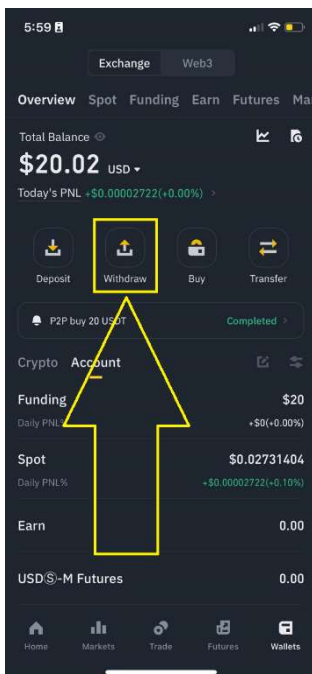 5:59
Exchange Web3
Overview Spot Funding Earn Futures Ma
Total Balance
$20.02 USD
Today's PNL +$0.00002722(+0.00%) >
Deposit Withdraw Buy Transfer
P2P buy 20 USDT Completed >
Crypto Account
Funding $20
Daily PNL% +$0(+0.00%)
Spot $0.02731404
Daily PNL% +$0.00002722(+0.10%)
Earn 0.00
USDⓈ-M Futures 0.00
Home Markets Trade Futures Wallets